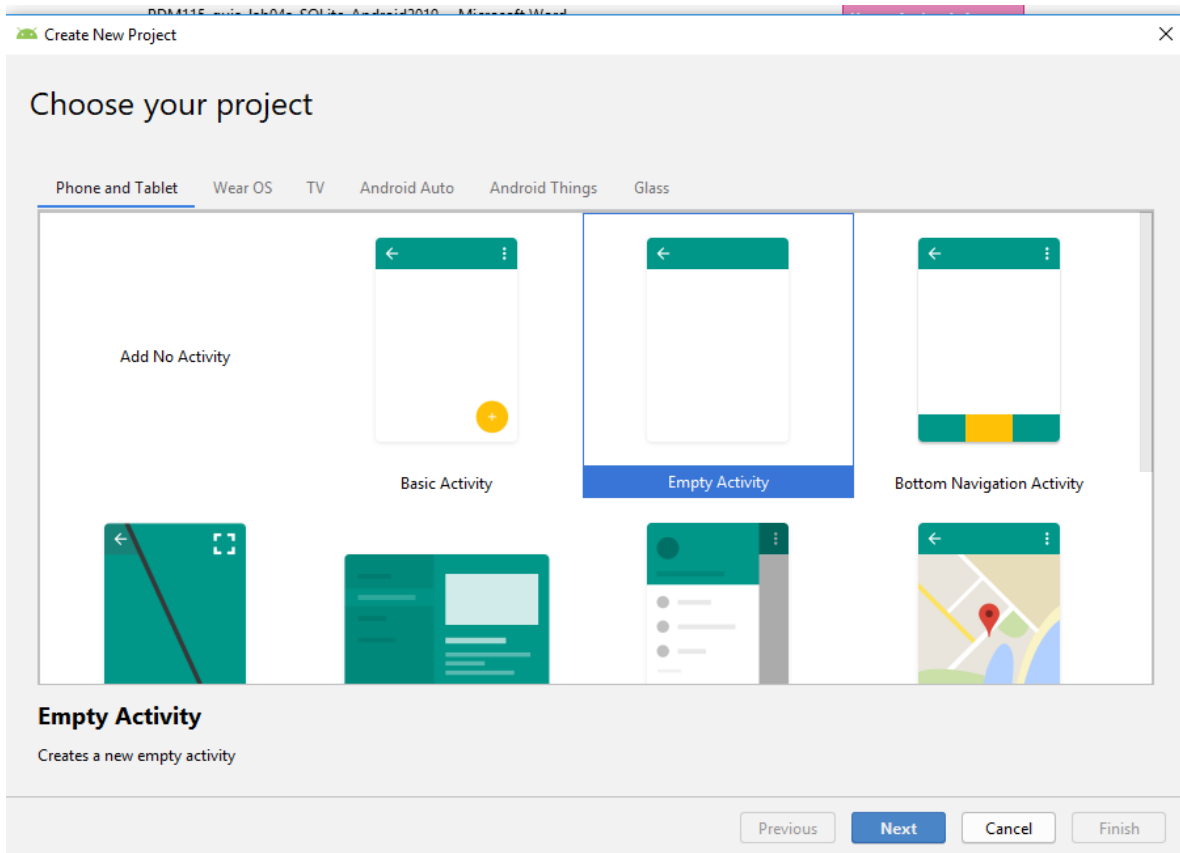 Create New Project
Choose your project
Phone and Tablet Wear OS TV Android Auto Android Things Glass
Add No Activity
Basic Activity
Empty Activity
Bottom Navigation Activity
Empty Activity
Creates a new empty activity
Previous Next Cancel Finish